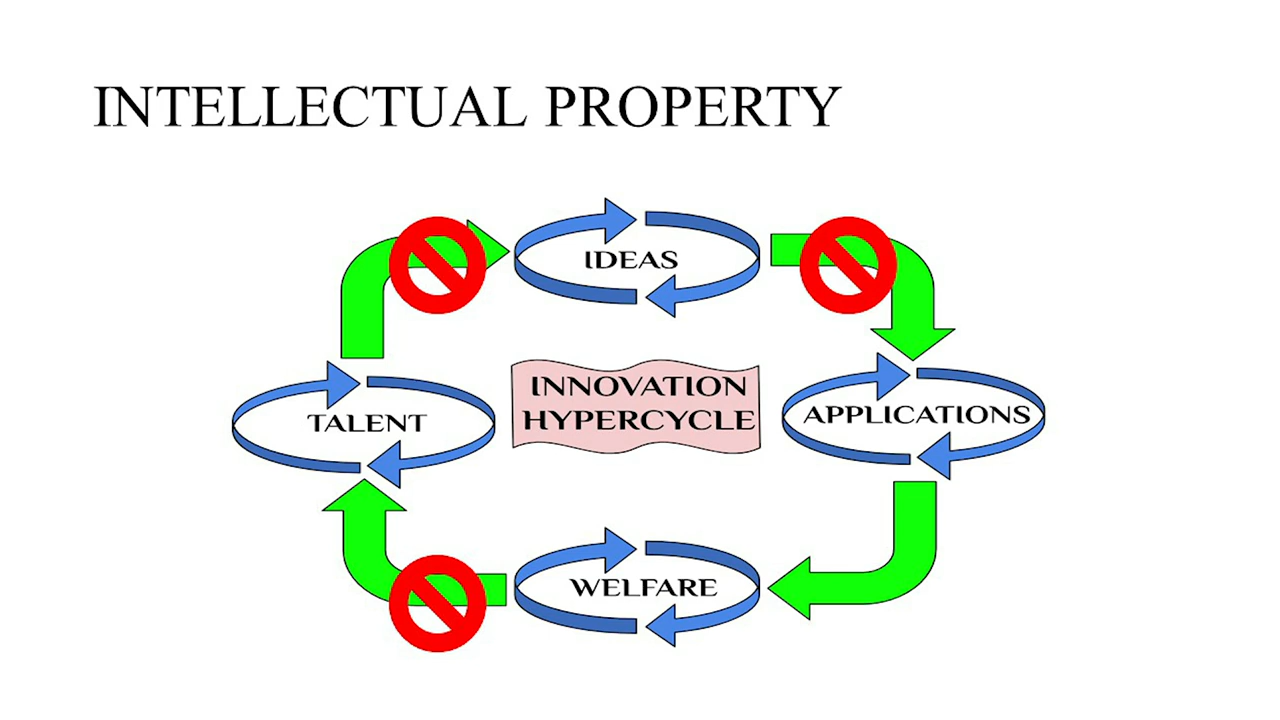 INTELLECTUAL PROPERTY
IDEAS
INNOVATION
HYPERCYCLE
TALENT
APPLICATIONS
WELFARE